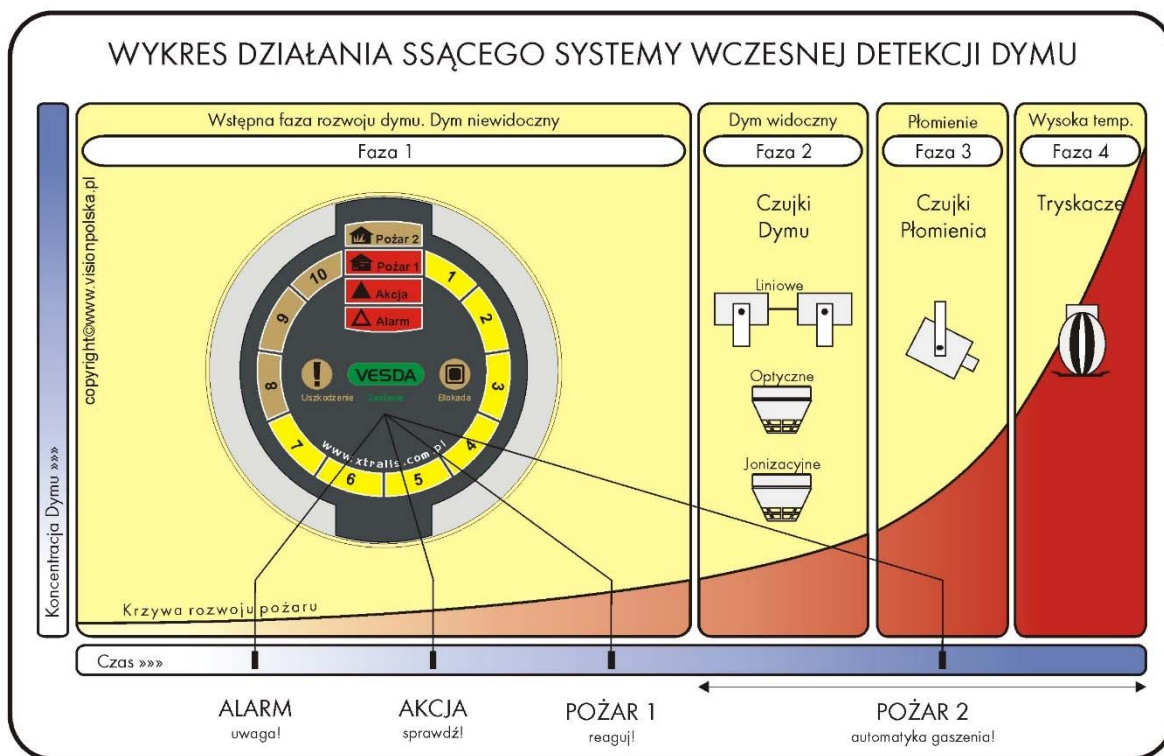 WYKRES DZIAŁANIA SSĄCEGO SYSTEMY WCZESNEJ DETEKCJI DYMU
Koncentracja Dymu »»»
copyright©www.visionpolska.pl
Wstępna faza rozwoju dymu. Dym niewidoczny
Faza 1
Dym widoczny
Faza 2
Płomienie
Faza 3
Wysoka temp.
Faza 4
Pożar 2
Pożar 1
Akcja
Alarm
1
2
3
4
5
6
7
8
9
10
Uszkodzenie
VESDA
Zasilanie
Blokada
www.xtralis.com.pl
Czujki
Dymu
Liniowe
Optyczne
Jonizacyjne
Czujki
Płomienia
Tryskacze
Krzywa rozwoju pożaru
Czas »»»
ALARM
uwaga!
AKCJA
sprawdź!
POŻAR 1
reaguj!
POŻAR 2
automatyka gaszenia!